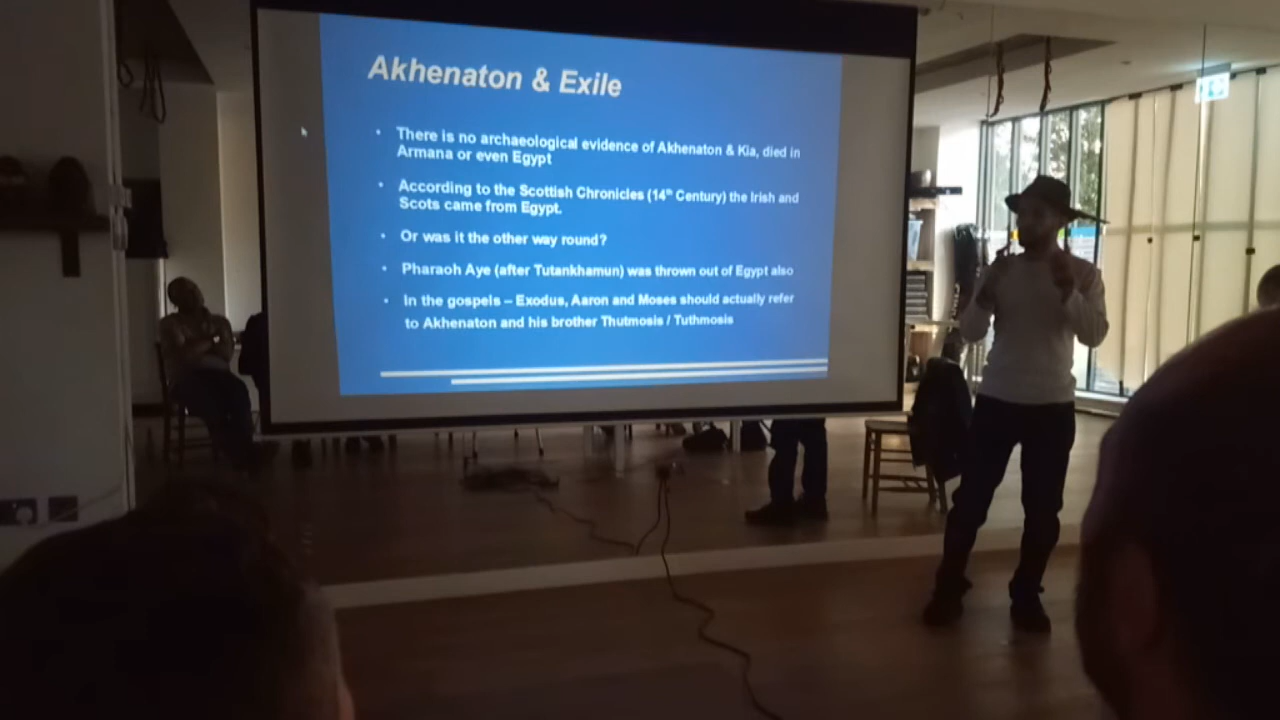 Akhenaton & Exile
• There is no archaeological evidence of Akhenaton & Kia, died in
Armana or even Egypt
• According to the Scottish Chronicles (14th Century) the Irish and
Scots came from Egypt.
• Or was it the other way round?
• Pharaoh Aye (after Tutankhamun) was thrown out of Egypt also
• In the gospels – Exodus, Aaron and Moses should actually refer
to Akhenaton and his brother Thutmosis / Tuthmosis